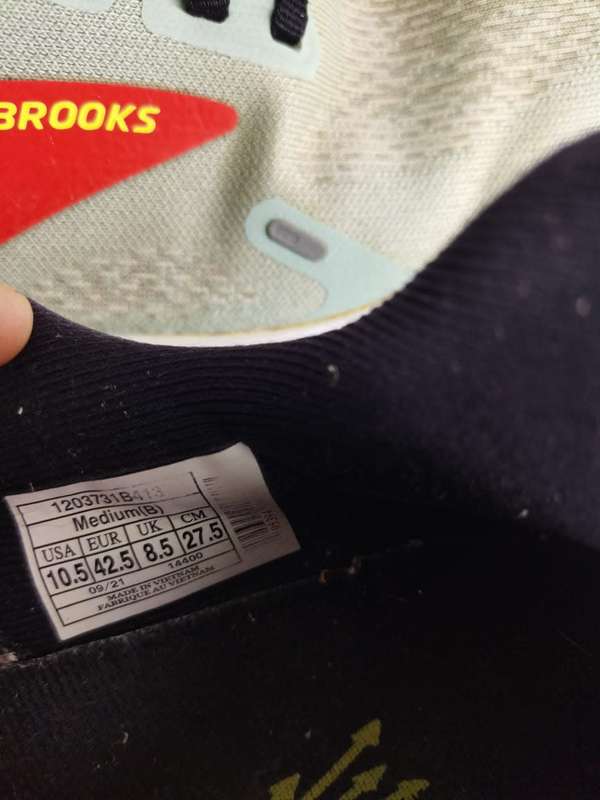 BROOKS
1203731B413
Medium(B)
USA EUR UK CM
10.5 42.5 8.5 27.5
09/21 14400
MADE IN VIETNAM
FABRIQUE AU VIETNAM